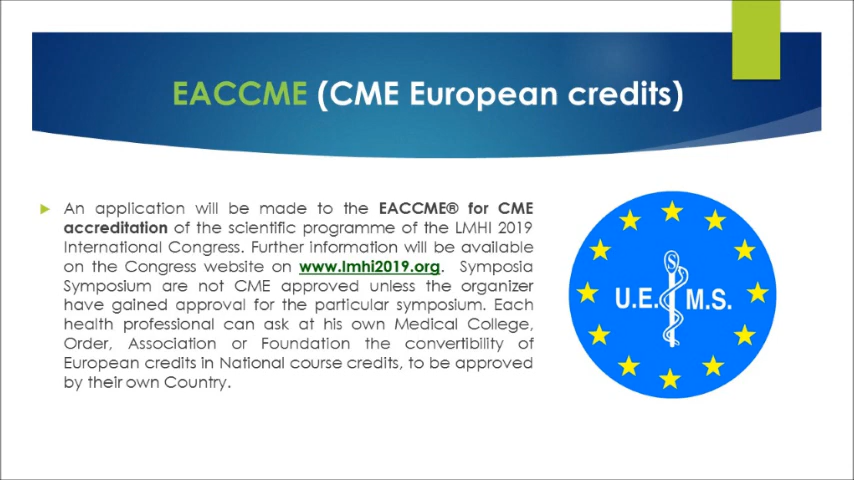 EACCME (CME European credits)
An application will be made to the EACCME® for CME
accreditation of the scientific programme of the LMHI 2019
International Congress. Further information will be available
on the Congress website on www.lmhi2019.org. Symposia
Symposium are not CME approved unless the organizer
have gained approval for the particular symposium. Each
health professional can ask at his own Medical College,
Order, Association or Foundation the convertibility of
European credits in National course credits, to be approved
by their own Country.
U.E. M.S.